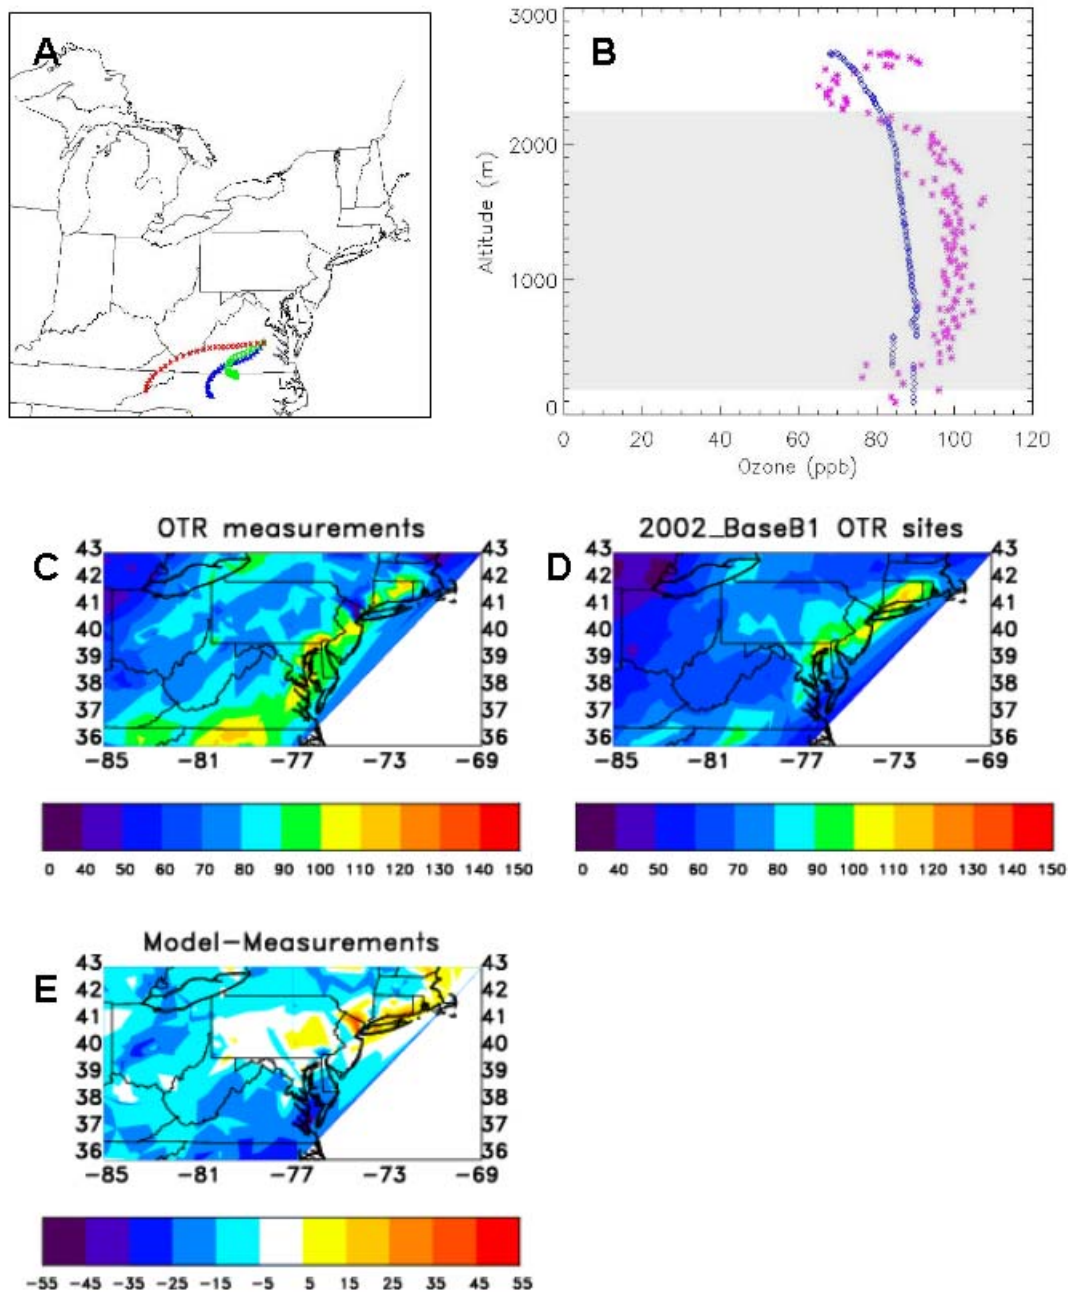 A
B
3000
2000
1000
0
Altitude (m)
0 20 40 60 80 100 120
Ozone (ppb)
C
OTR measurements
43 43
42 42
41 41
40 40
39 39
38 38
37 37
36 36
-85 -81 -77 -73 -69
0 40 50 60 70 80 90 100 110 120 130 140 150
D
2002_BaseB1 OTR sites
43 43
42 42
41 41
40 40
39 39
38 38
37 37
36 36
-85 -81 -77 -73 -69
0 40 50 60 70 80 90 100 110 120 130 140 150
E
Model-Measurements
43 43
42 42
41 41
40 40
39 39
38 38
37 37
36 36
-85 -81 -77 -73 -69
-55 -45 -35 -25 -15 -5 5 15 25 35 45 55